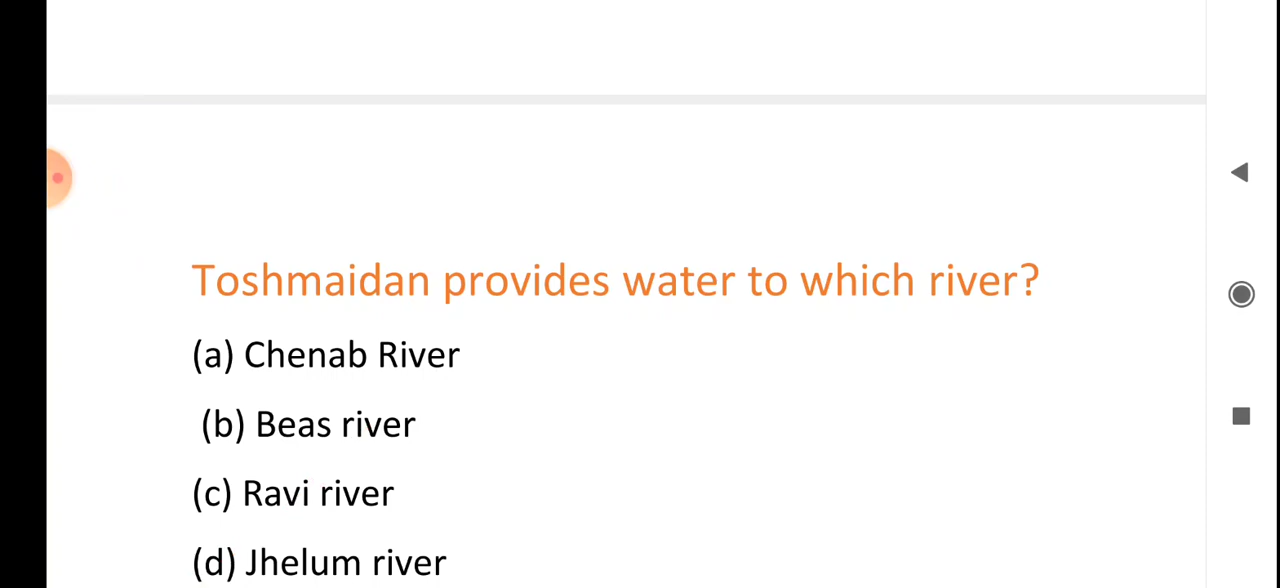 Toshmaidan provides water to which river?
(a) Chenab River
(b) Beas river
(c) Ravi river
(d) Jhelum river